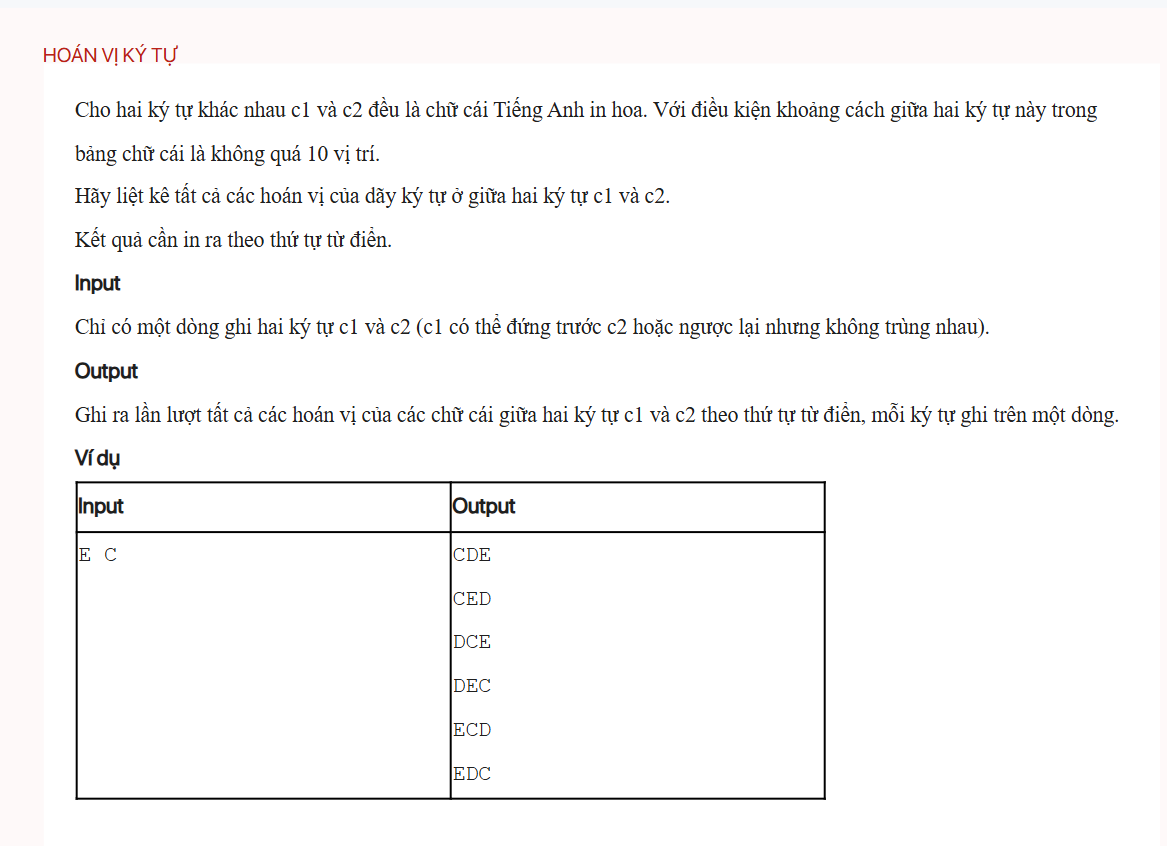 HOÁN VỊ KÝ TỰ
Cho hai ký tự khác nhau c1 và c2 đều là chữ cái Tiếng Anh in hoa. Với điều kiện khoảng cách giữa hai ký tự này trong
bảng chữ cái là không quá 10 vị trí.
Hãy liệt kê tất cả các hoán vị của dãy ký tự ở giữa hai ký tự c1 và c2.
Kết quả cần in ra theo thứ tự từ điển.
Input
Chỉ có một dòng ghi hai ký tự c1 và c2 (c1 có thể đứng trước c2 hoặc ngược lại nhưng không trùng nhau).
Output
Ghi ra lần lượt tất cả các hoán vị của các chữ cái giữa hai ký tự c1 và c2 theo thứ tự từ điển, mỗi ký tự ghi trên một dòng.
Ví dụ
Input Output
E C CDE
CED
DCE
DEC
ECD
EDC